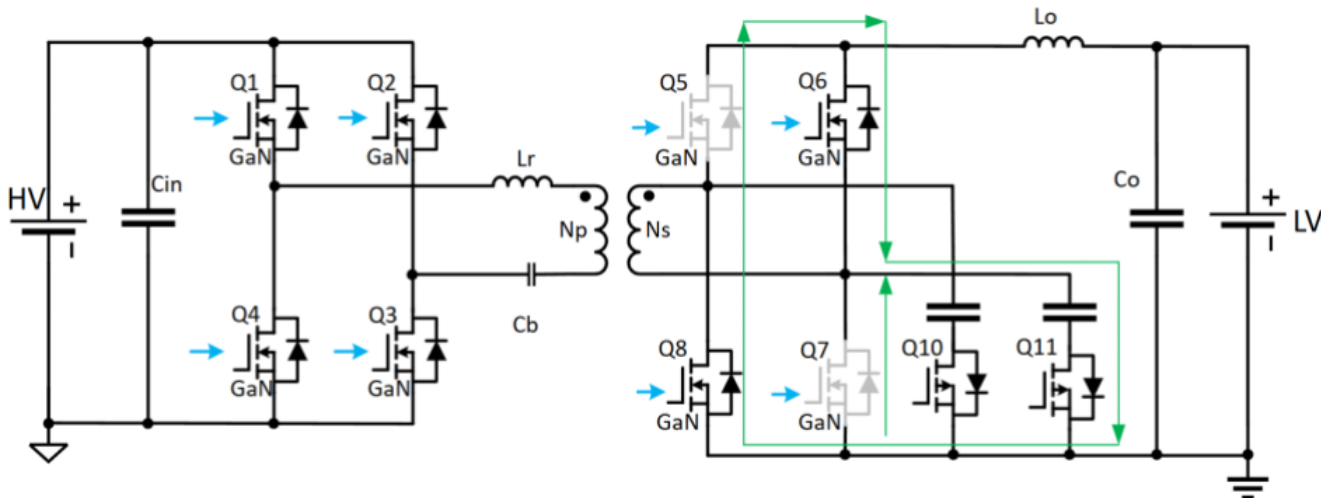 Lo
Q1
Q2
Q5
Q6
GaN
GaN
GaN
GaN
HV
+
Cin
Lr
Np
Ns
Co
+
LV
Q4
Q3
Cb
Q8
Q7
Q10
Q11
GaN
GaN
GaN
GaN